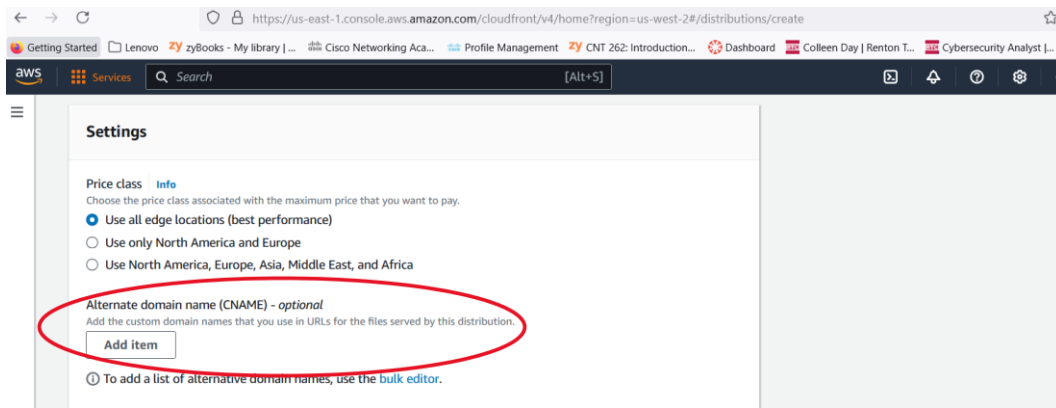 https://us-east-1.console.aws.amazon.com/cloudfront/v4/home?region=us-west-2#/distributions/create
Getting Started Lenovo zyBooks - My library | ... Cisco Networking Aca... Profile Management CNT 262: Introduction... Dashboard Colleen Day | Renton T... Cybersecurity Analyst |...
aws Services Search [Alt+S]
Settings
Price class Info
Choose the price class associated with the maximum price that you want to pay.
Use all edge locations (best performance)
Use only North America and Europe
Use North America, Europe, Asia, Middle East, and Africa
Alternate domain name (CNAME) - optional
Add the custom domain names that you use in URLs for the files served by this distribution.
Add item
To add a list of alternative domain names, use the bulk editor.